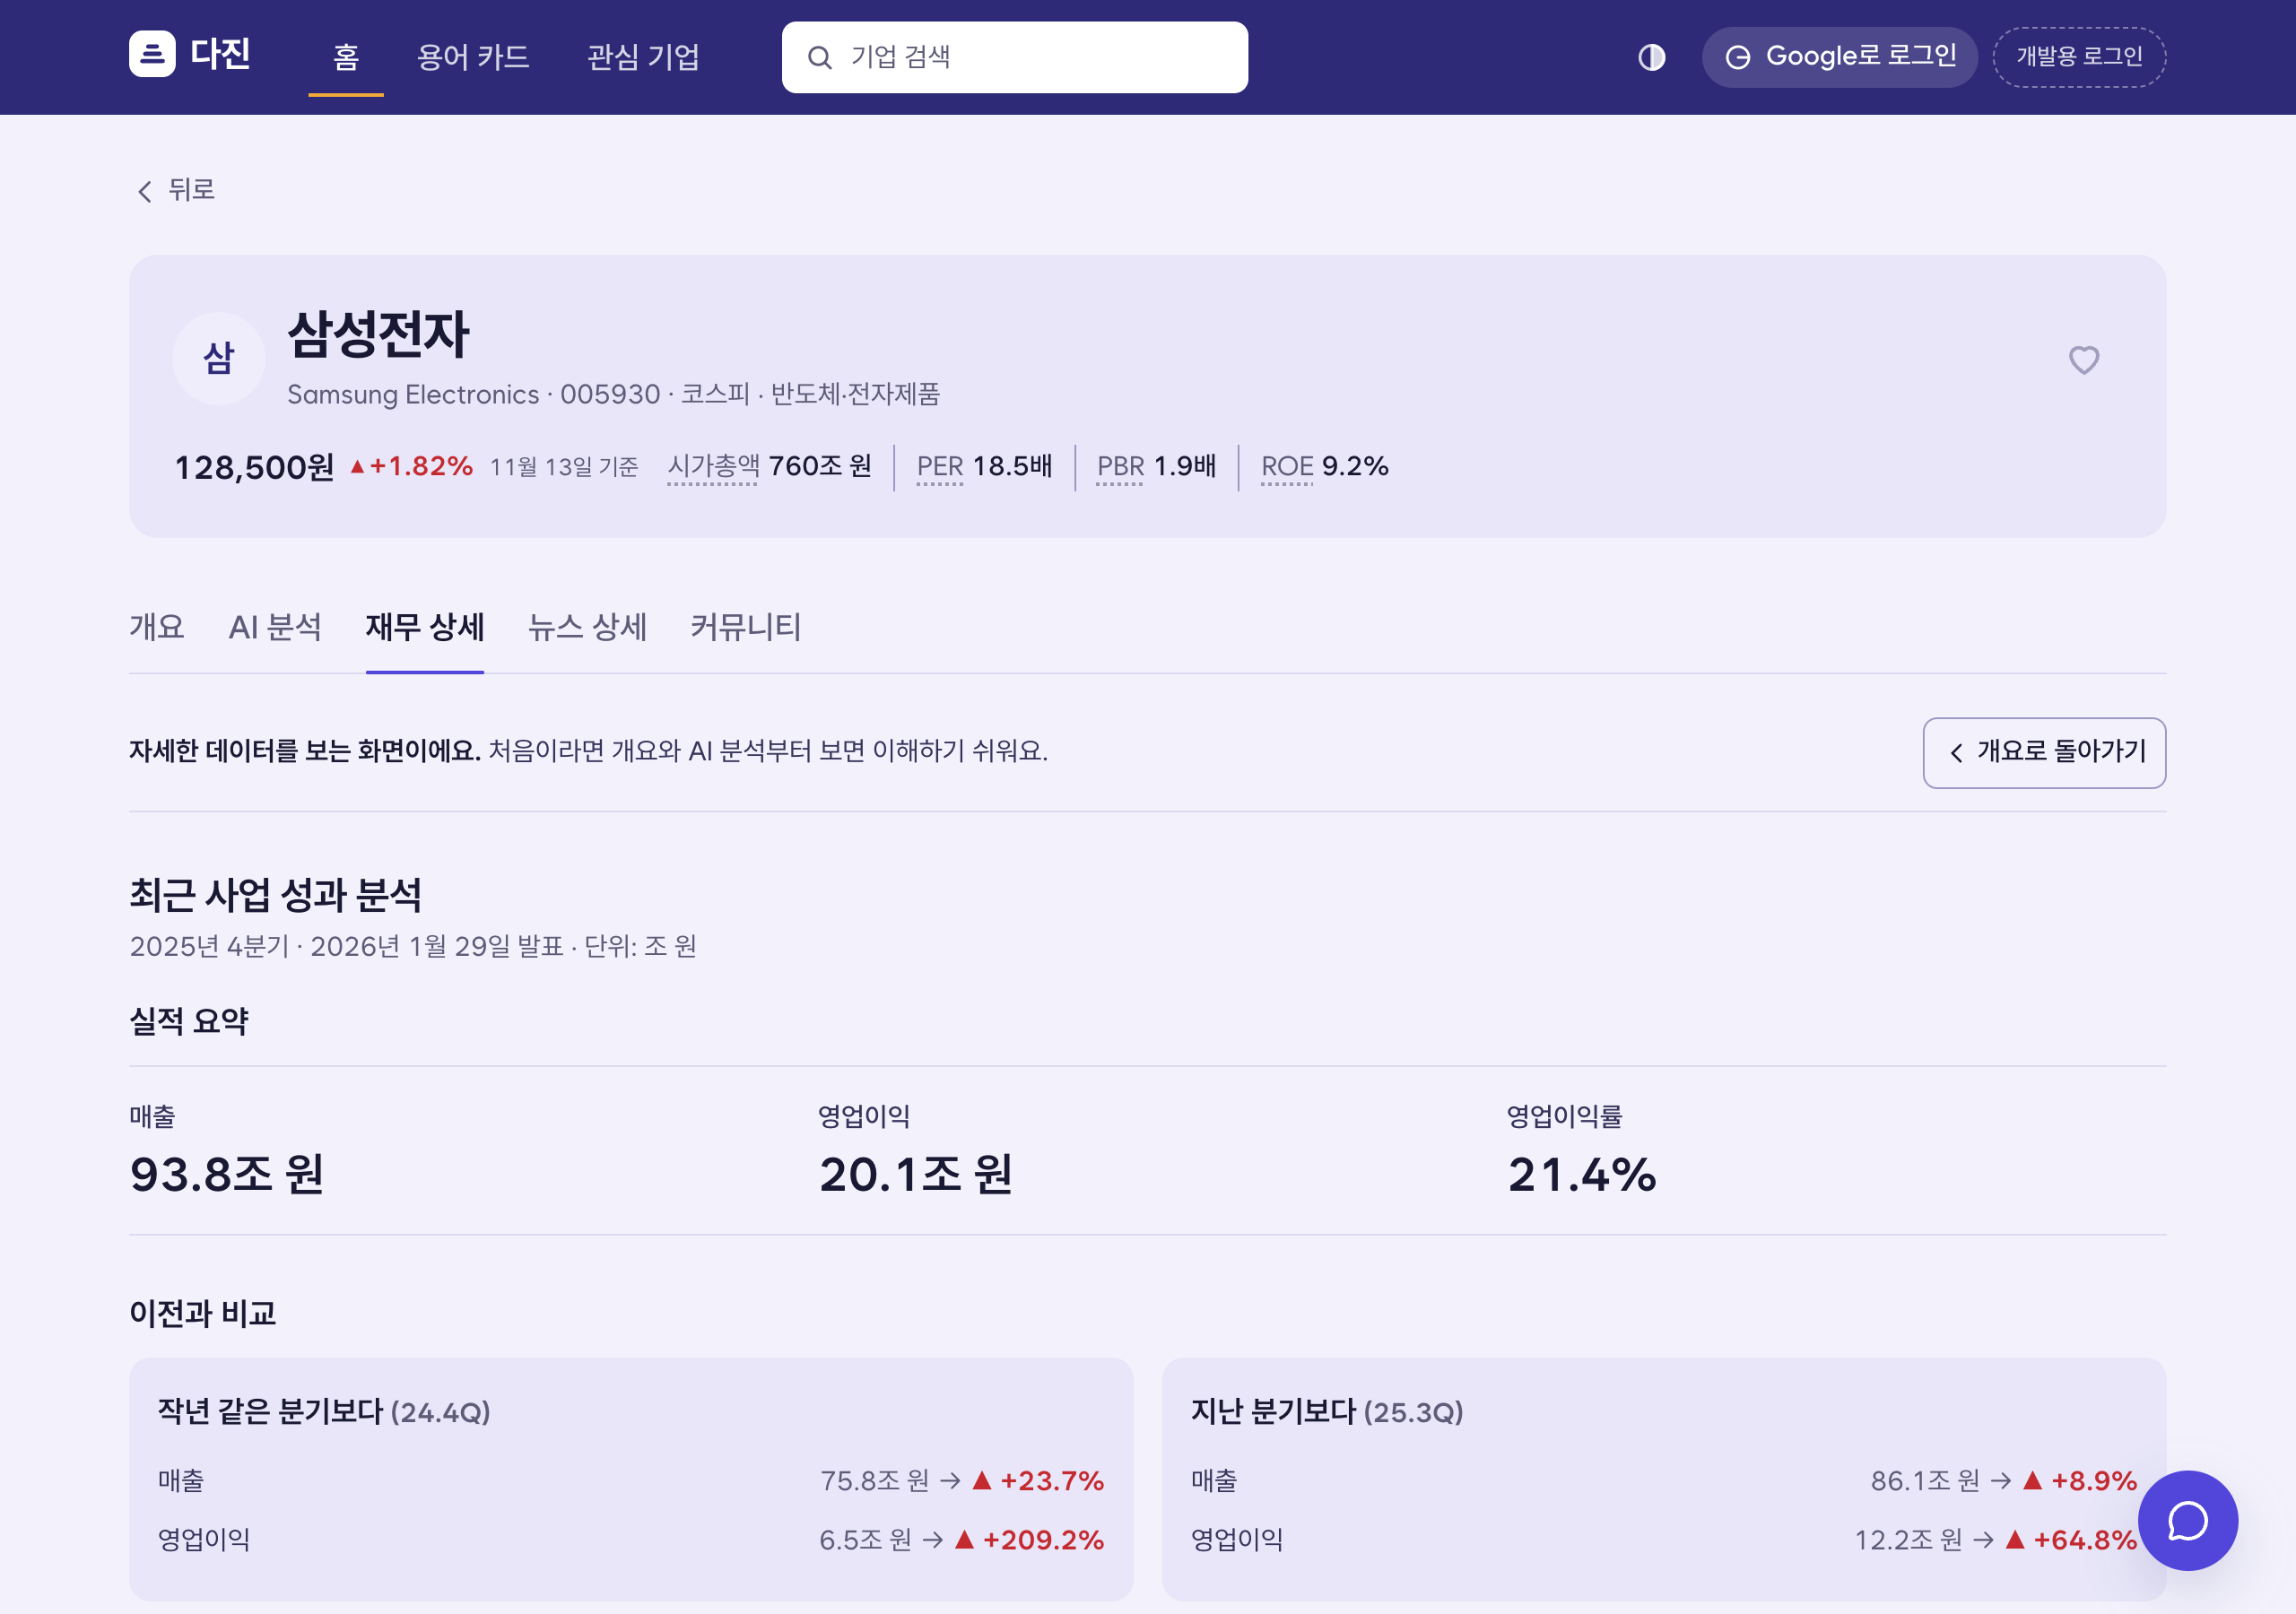 다진 홈 용어 카드 관심 기업 기업 검색 Google로 로그인 개발용 로그인
뒤로
삼 삼성전자
Samsung Electronics · 005930 · 코스피 · 반도체·전자제품
128,500원 ▲+1.82% 11월 13일 기준 시가총액 760조 원 PER 18.5배 PBR 1.9배 ROE 9.2%
개요 AI 분석 재무 상세 뉴스 상세 커뮤니티
자세한 데이터를 보는 화면이에요. 처음이라면 개요와 AI 분석부터 보면 이해하기 쉬워요. 개요로 돌아가기
최근 사업 성과 분석
2025년 4분기 · 2026년 1월 29일 발표 · 단위: 조 원
실적 요약
매출 영업이익 영업이익률
93.8조 원 20.1조 원 21.4%
이전과 비교
작년 같은 분기보다 (24.4Q)
매출 75.8조 원 → ▲ +23.7%
영업이익 6.5조 원 → ▲ +209.2%
지난 분기보다 (25.3Q)
매출 86.1조 원 → ▲ +8.9%
영업이익 12.2조 원 → ▲ +64.8%